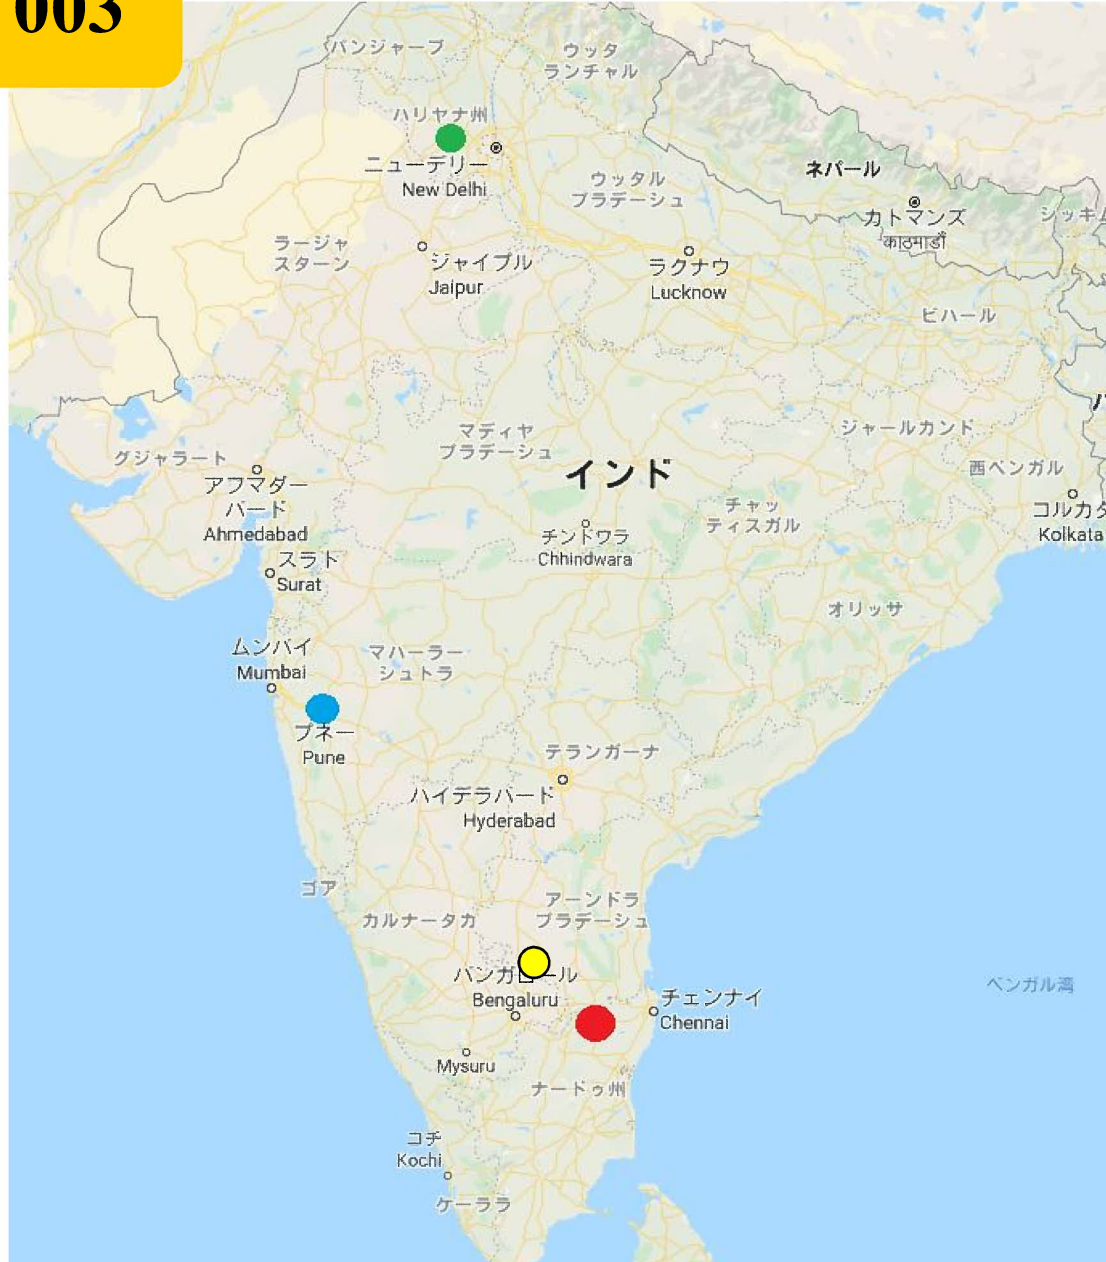 003
パンジャーブ
ウッタ
ランチャル
ハリヤナ州
ニューデリー
New Delhi
ウッタル
プラデーシュ
ネパール
カトマンズ
काठमाडौँ
シッキム
ラージャ
スターン
ジャイプル
Jaipur
ラクナウ
Lucknow
ビハール
マディヤ
プラデーシュ
ジャールカンド
グジャラート
アフマダー
バード
Ahmedabad
インド
西ベンガル
チャッ
ティスガル
コルカタ
Kolkata
チンドワラ
Chhindwara
スラト
Surat
オリッサ
ムンバイ
Mumbai
マハーラー
シュトラ
プネー
Pune
テランガーナ
ハイデラバード
Hyderabad
ゴア
カルナータカ
アーンドラ
プラデーシュ
バンガロール
Bengaluru
ベンガル湾
チェンナイ
Chennai
Mysuru
ナードゥ州
コチ
Kochi
ケーララ